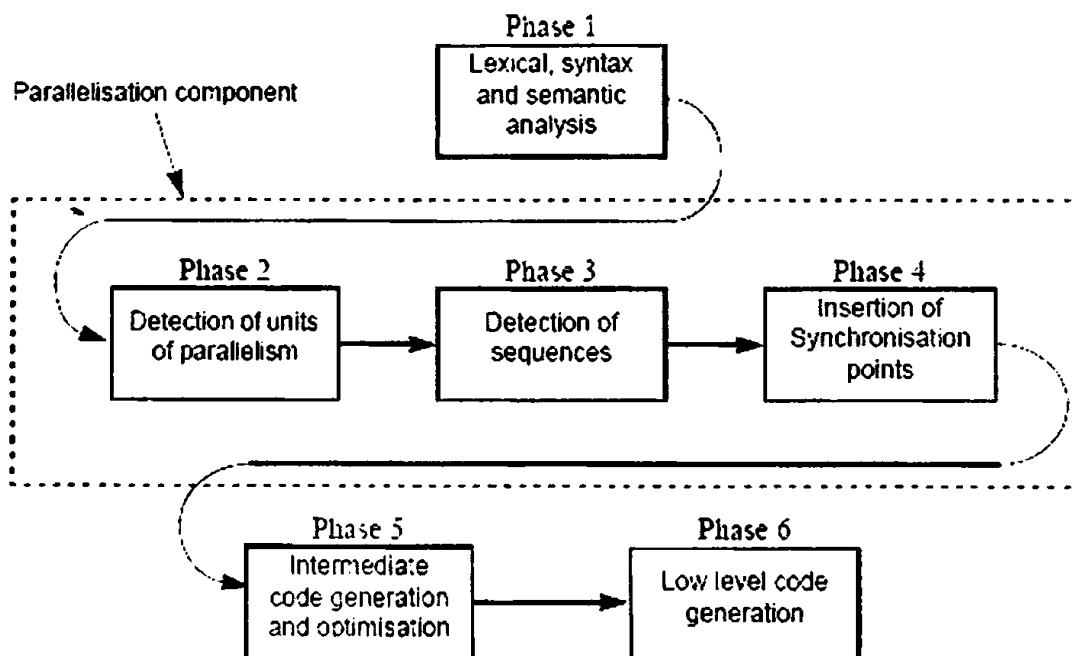 Phase 1
Lexical, syntax
and semantic
analysis
Parallelisation component
Phase 2
Detection of units
of parallelism
Phase 3
Detection of
sequences
Phase 4
Insertion of
Synchronisation
points
Phase 5
Intermediate
code generation
and optimisation
Phase 6
Low level code
generation